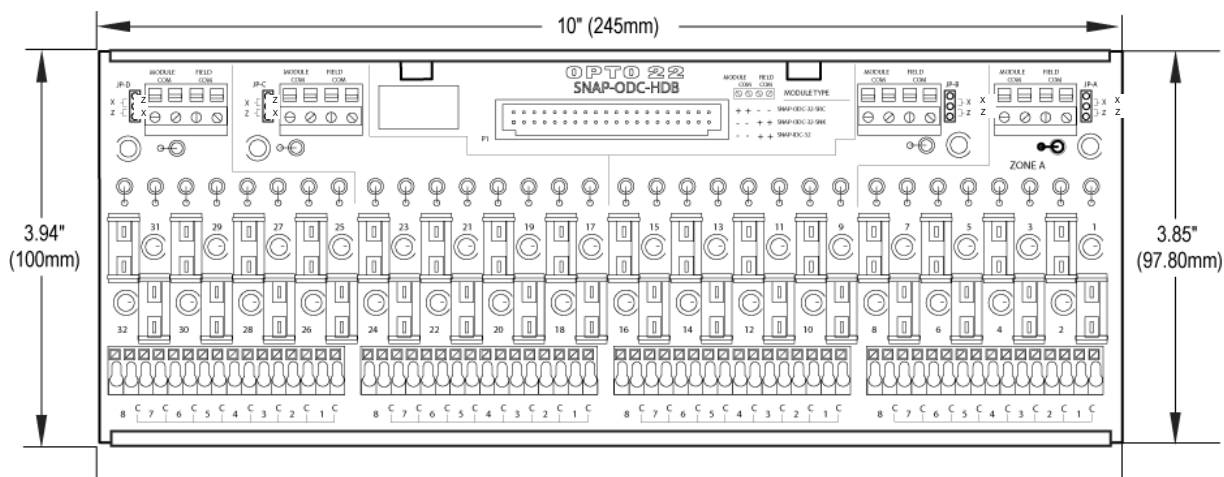 10" (245mm)
3.94"
(100mm)
3.85"
(97.80mm)
OPTO 22
SNAP-ODC-HDB
P1
JP-D
X Z
Z X
MODULE COM FIELD COM
JP-C
X Z
Z X
MODULE COM FIELD COM
MODULE COM FIELD COM
MODULE TYPE
+ + - - SNAP-ODC-32-SRC
- - + + SNAP-ODC-32-SNK
- - + + SNAP-IDC-32
MODULE COM FIELD COM
JP-B
X X
Z Z
MODULE COM FIELD COM
JP-A
X X
Z Z
ZONE A
31 29 27 25 23 21 19 17 15 13 11 9 7 5 3 1
32 30 28 26 24 22 20 18 16 14 12 10 8 6 4 2
8 C 7 C 6 C 5 C 4 C 3 C 2 C 1 C
8 C 7 C 6 C 5 C 4 C 3 C 2 C 1 C
8 C 7 C 6 C 5 C 4 C 3 C 2 C 1 C
8 C 7 C 6 C 5 C 4 C 3 C 2 C 1 C